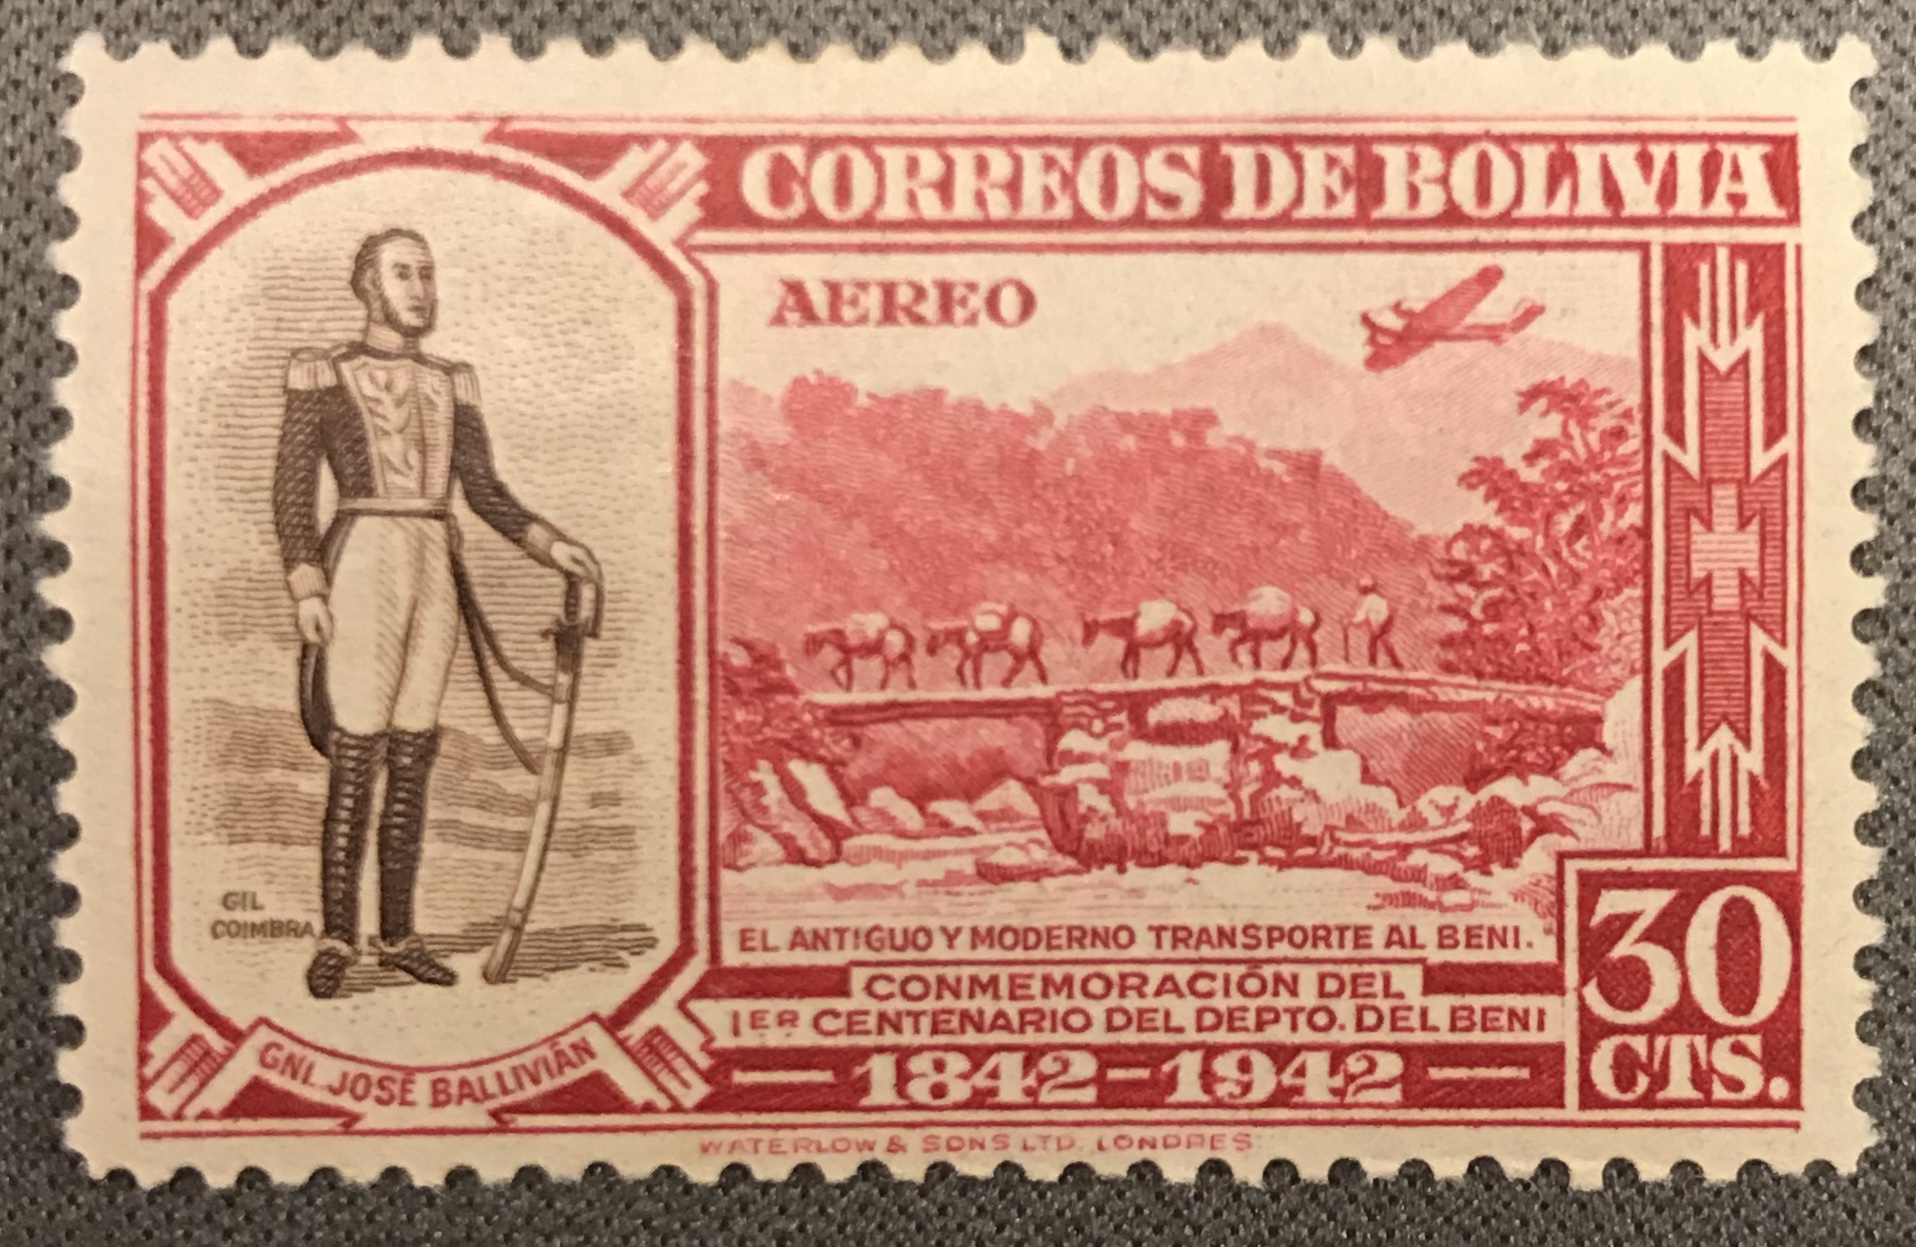 CORREOS DE BOLIVIA
AEREO
GIL
COIMBRA
GNL. JOSÉ BALLIVIÁN
EL ANTIGUO Y MODERNO TRANSPORTE AL BENI.
CONMEMORACIÓN DEL
1ER CENTENARIO DEL DEPTO. DEL BENI
1842-1942
30
CTS.
WATERLOW & SONS LTD. LONDRES